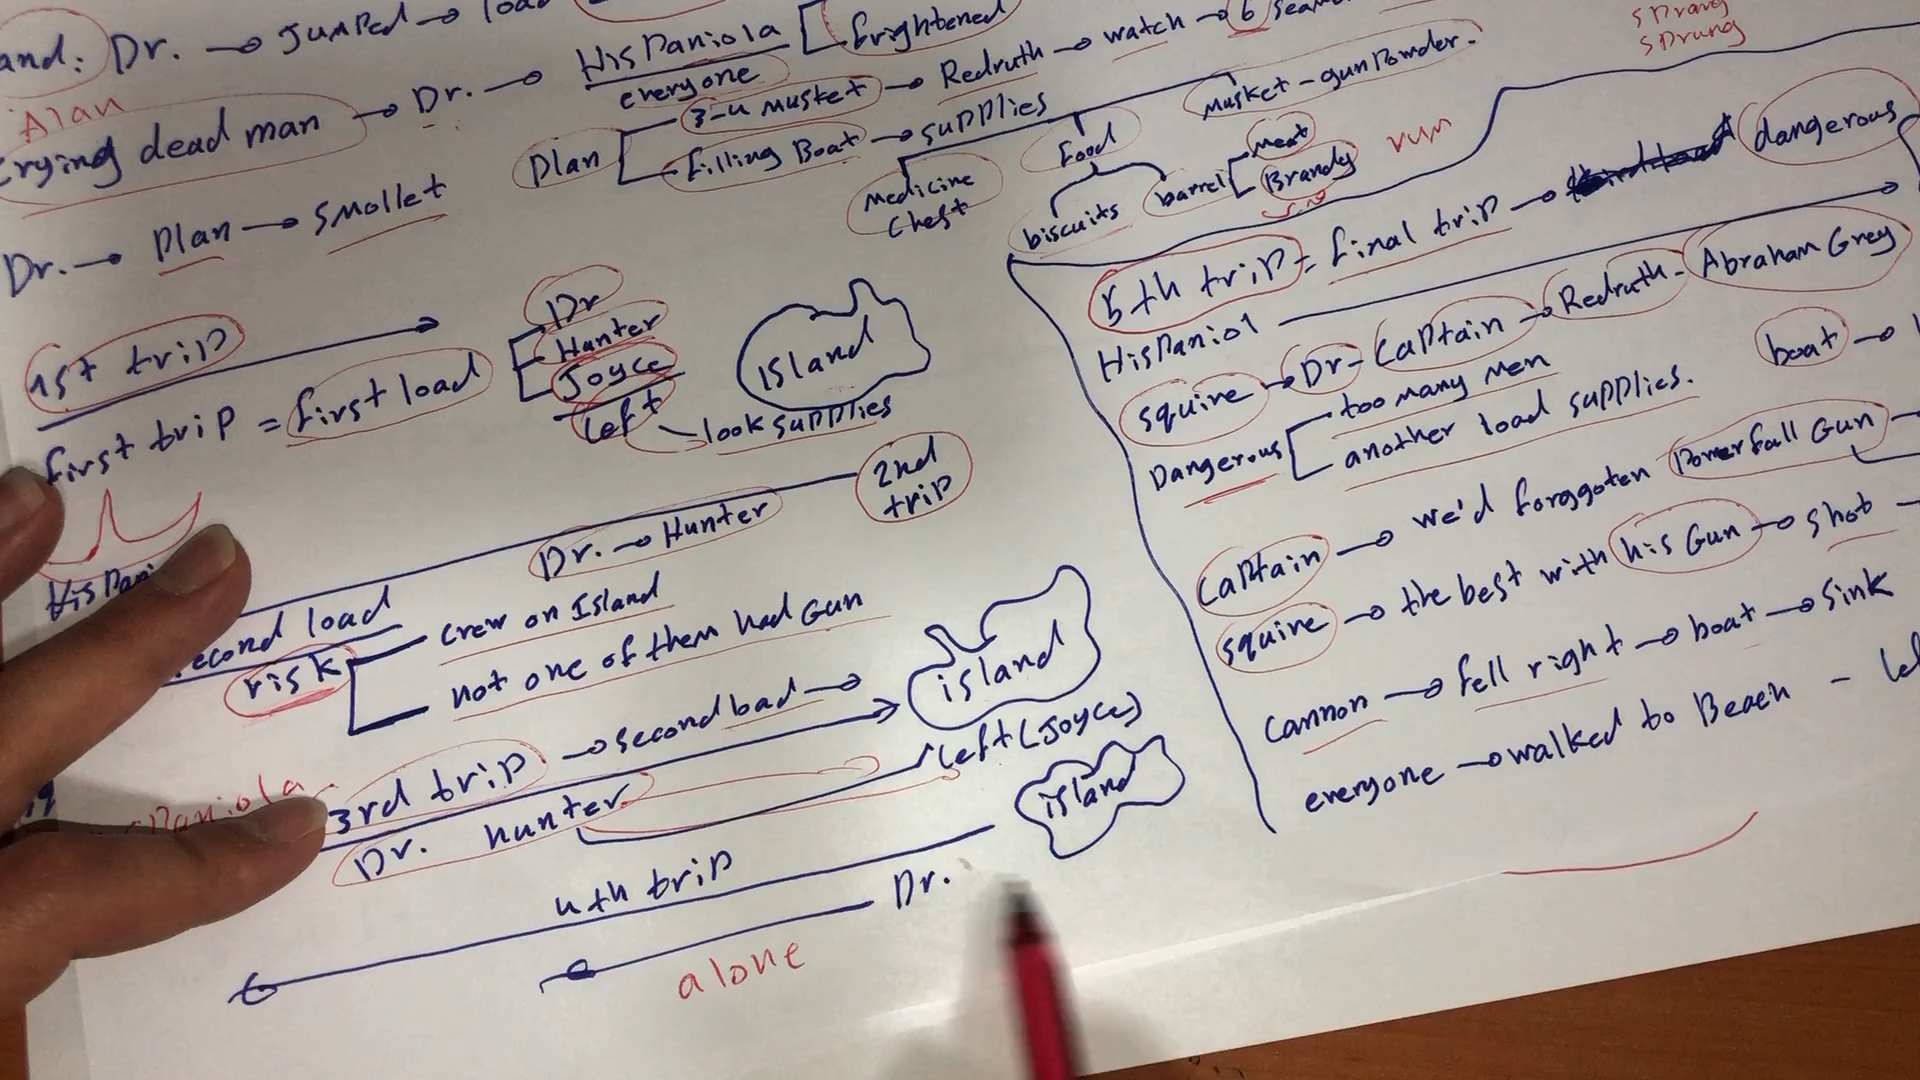 and: Dr. → Jumped → load
Alan
Crying dead man → Dr. → Hispaniola
everyone
frightened
Plan
3-4 musket → Redruth → watch → 6
filling Boat → supplies
medicine chest
Food
biscuits
barrel
meat
Brandy
rum
musket - gunpowder.
sprang
sprung
Dr. → Plan → Smollet
1st trip
first trip = first load
Dr
Hunter
Joyce
left
look supplies
island
Hispani
2nd trip
Dr. → Hunter
econd load
risk
crew on Island
not one of them had Gun
3rd trip → second load →
island
left (Joyce)
Paniola
Dr. hunter
island
4th trip
Dr.
alone
5th trip = final trip → dangerous
Hispaniol
squire → Dr - Captain → Redruth - Abraham Grey
Dangerous
too many men
another load supplies.
boat →
Captain → we'd forggoten Powerfall Gun
squire → the best with his Gun → shot
cannon → fell right → boat → sink
everyone → walked to Beach -